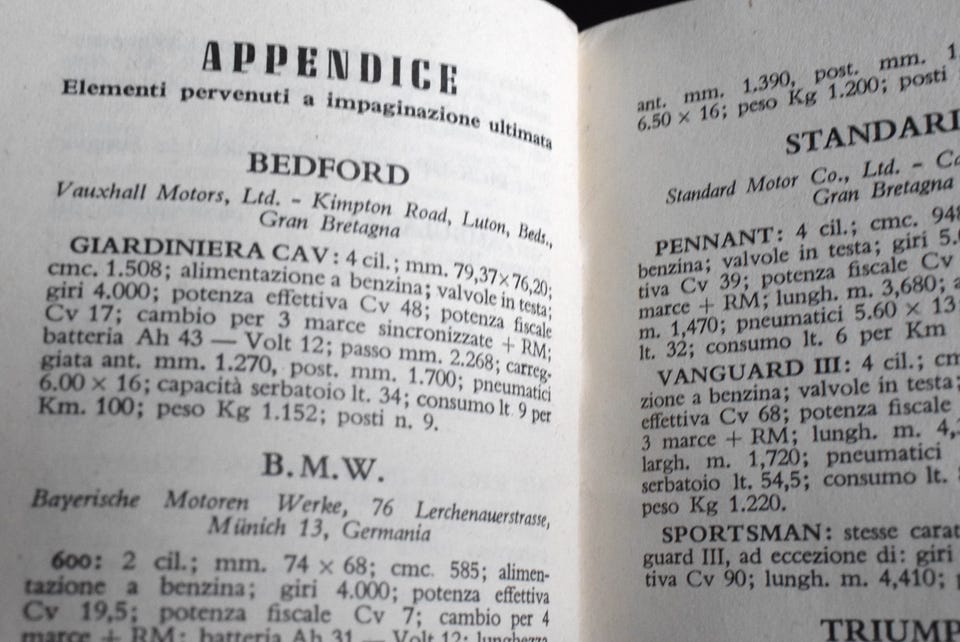 APPENDICE
Elementi pervenuti a impaginazione ultimata
BEDFORD
Vauxhall Motors, Ltd. - Kimpton Road, Luton, Beds.,
Gran Bretagna
GIARDINIERA CAV: 4 cil.; mm. 79,37×76,20;
cmc. 1.508; alimentazione a benzina; valvole in testa;
giri 4.000; potenza effettiva Cv 48; potenza fiscale
Cv 17; cambio per 3 marce sincronizzate + RM;
batteria Ah 43 — Volt 12; passo mm. 2.268; carreg-
giata ant. mm. 1.270, post. mm. 1.700; pneumatici
6.00 × 16; capacità serbatoio lt. 34; consumo lt. 9 per
Km. 100; peso Kg 1.152; posti n. 9.
B.M.W.
Bayerische Motoren Werke, 76 Lerchenauerstrasse,
Münich 13, Germania
600: 2 cil.; mm. 74 × 68; cmc. 585; alimen-
tazione a benzina; giri 4.000; potenza effettiva
Cv 19,5; potenza fiscale Cv 7; cambio per 4
marce + RM; batteria Ah 31 — Volt 12; lunghezza
ant. mm. 1.390, post. mm.
6.50 × 16; peso Kg 1.200; posti
STANDARD
Standard Motor Co., Ltd. -
Gran Bretagna
PENNANT: 4 cil.; cmc. 948
benzina; valvole in testa; giri
tiva Cv 39; potenza fiscale Cv
marce + RM; lungh. m. 3,680;
m. 1,470; pneumatici 5.60 × 13
lt. 32; consumo lt. 6 per Km
VANGUARD III: 4 cil.;
zione a benzina; valvole in testa;
effettiva Cv 68; potenza fiscale
3 marce + RM; lungh. m.
largh. m. 1,720; pneumatici
serbatoio lt. 54,5; consumo lt.
peso Kg 1.220.
SPORTSMAN: stesse carat
guard III, ad eccezione di: giri
tiva Cv 90; lungh. m. 4,410;
TRIUMP